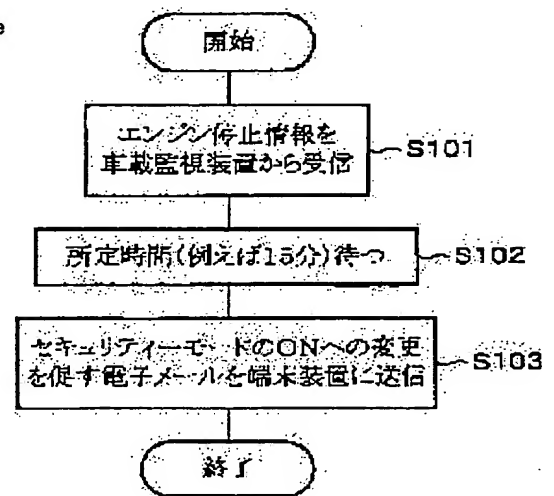 e
開始
エンジン停止情報を
車載監視装置から受信
S101
所定時間(例えば15分)待つ
S102
セキュリティーモードのONへの変更
を促す電子メールを端末装置に送信
S103
終了